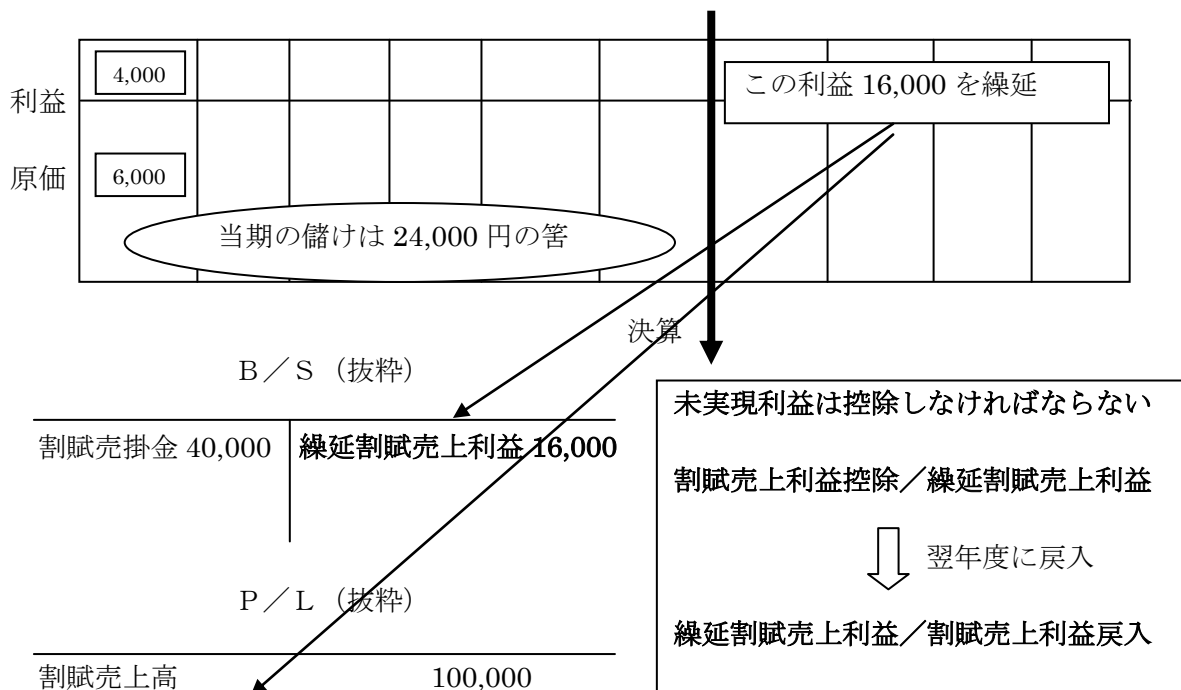 4,000
この利益 16,000 を繰延
利益
原価
6,000
当期の儲けは 24,000 円の筈
決算
B／S（抜粋）
割賦売掛金 40,000
繰延割賦売上利益 16,000
未実現利益は控除しなければならない
割賦売上利益控除／繰延割賦売上利益
翌年度に戻入
繰延割賦売上利益／割賦売上利益戻入
P／L（抜粋）
割賦売上高 100,000